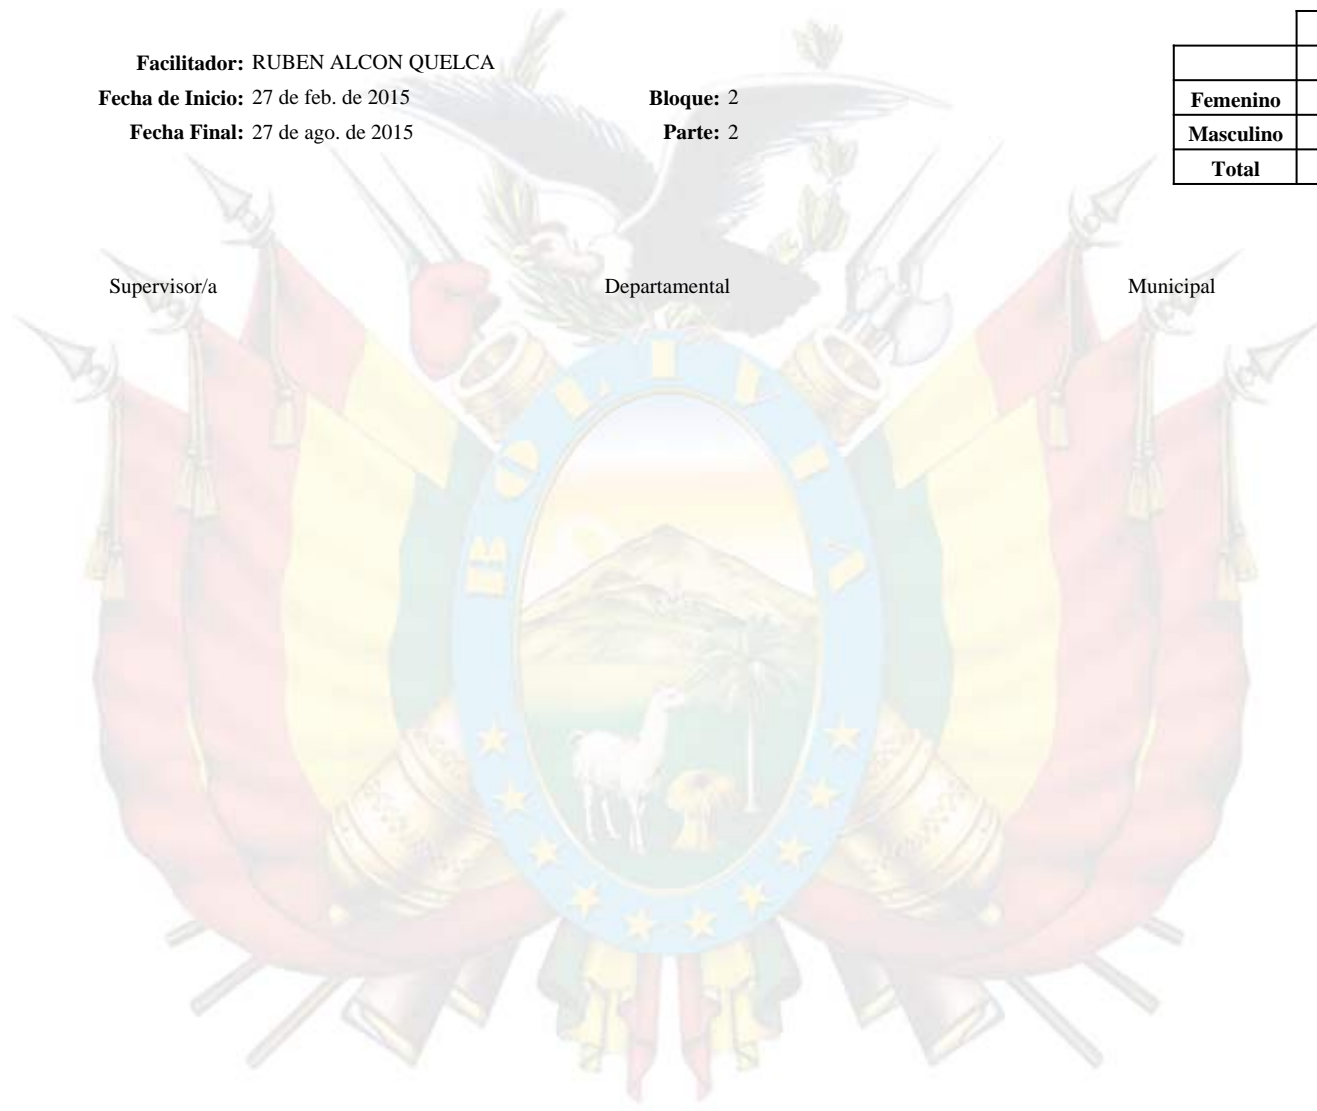 Facilitador: RUBEN ALCON QUELCA
Fecha de Inicio: 27 de feb. de 2015 Bloque: 2
Fecha Final: 27 de ago. de 2015 Parte: 2
Femenino
Masculino
Total
Supervisor/a Departamental Municipal
BOLIVIA